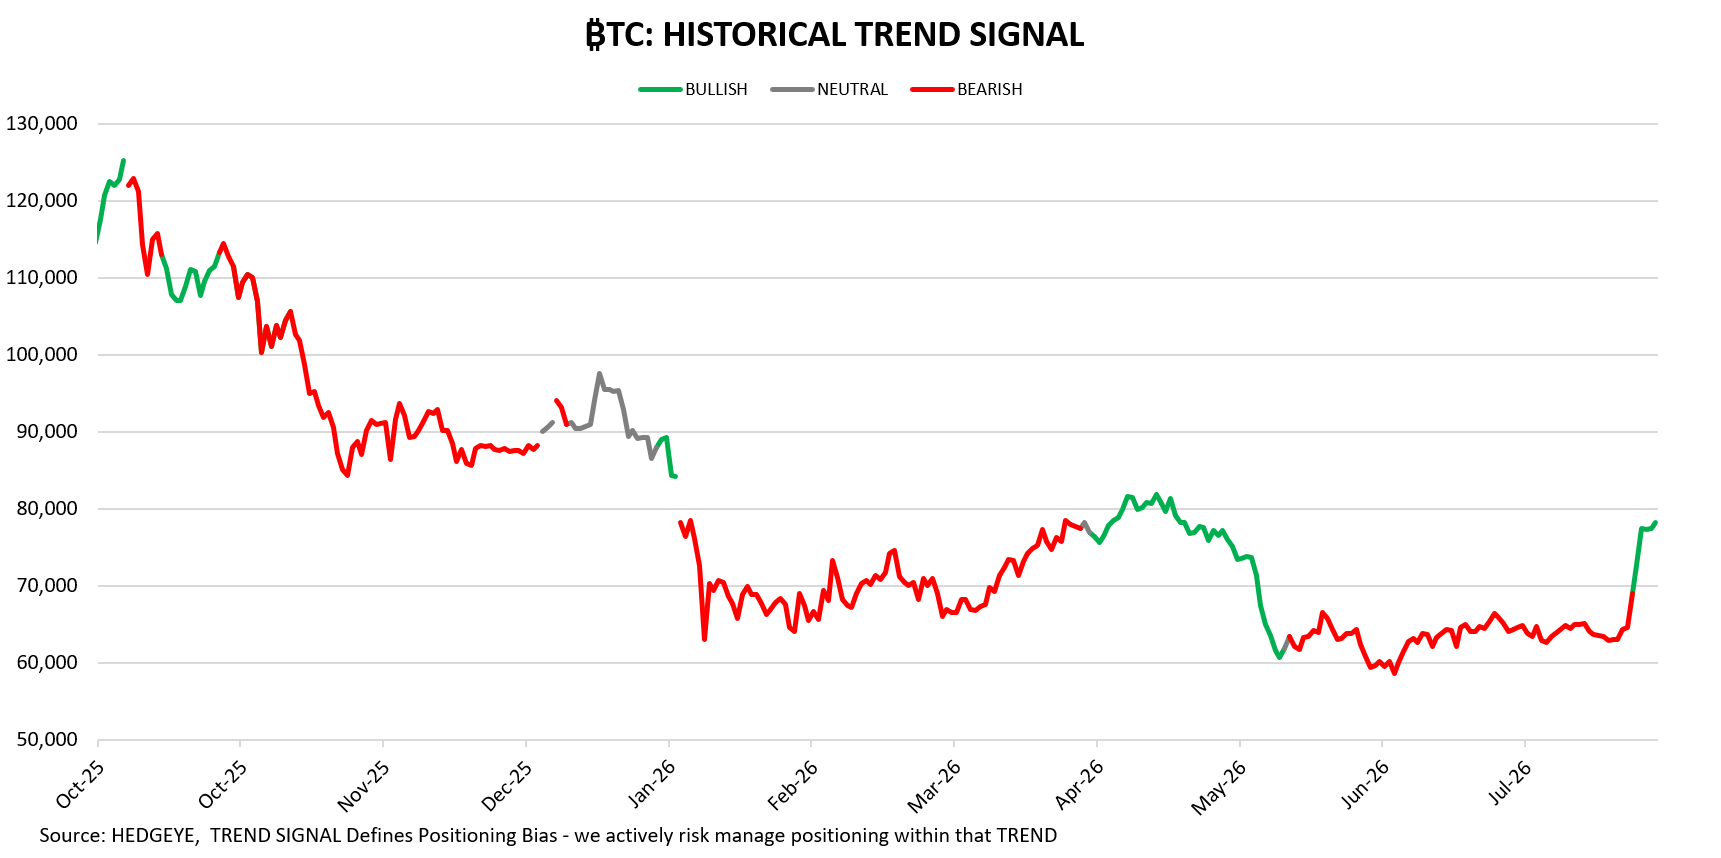 ₿TC: HISTORICAL TREND SIGNAL
BULLISH NEUTRAL BEARISH
130,000
120,000
110,000
100,000
90,000
80,000
70,000
60,000
50,000
Oct-25 Oct-25 Nov-25 Dec-25 Jan-26 Feb-26 Mar-26 Apr-26 May-26 Jun-26 Jul-26
Source: HEDGEYE,  TREND SIGNAL Defines Positioning Bias - we actively risk manage positioning within that TREND